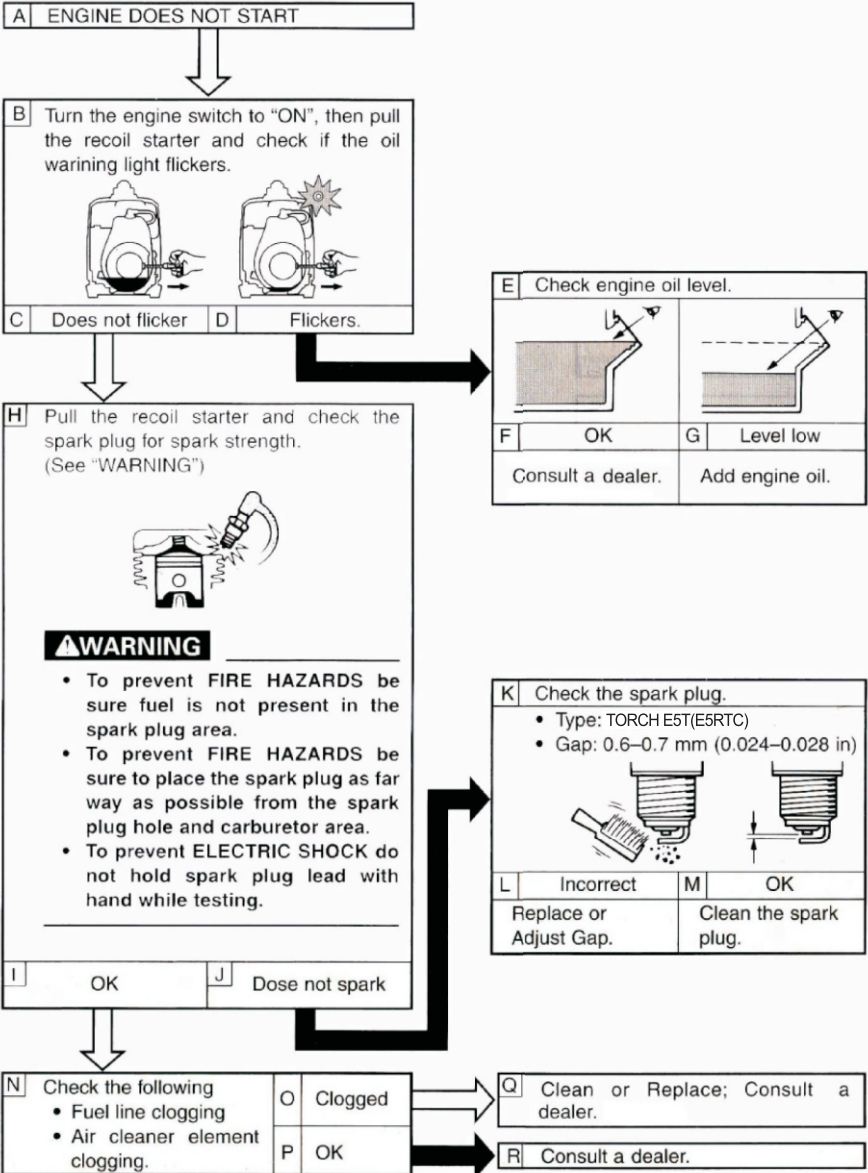 A ENGINE DOES NOT START
B Turn the engine switch to “ON”, then pull
the recoil starter and check if the oil
warining light flickers.
C Does not flicker D Flickers.
E Check engine oil level.
F OK G Level low
Consult a dealer. Add engine oil.
H Pull the recoil starter and check the
spark plug for spark strength.
(See “WARNING”)
WARNING
• To prevent FIRE HAZARDS be
sure fuel is not present in the
spark plug area.
• To prevent FIRE HAZARDS be
sure to place the spark plug as far
way as possible from the spark
plug hole and carburetor area.
• To prevent ELECTRIC SHOCK do
not hold spark plug lead with
hand while testing.
I OK J Dose not spark
K Check the spark plug.
• Type: TORCH E5T(E5RTC)
• Gap: 0.6–0.7 mm (0.024–0.028 in)
L Incorrect M OK
Replace or
Adjust Gap.
Clean the spark
plug.
N Check the following
• Fuel line clogging
• Air cleaner element
clogging.
O Clogged
P OK
Q Clean or Replace; Consult a
dealer.
R Consult a dealer.